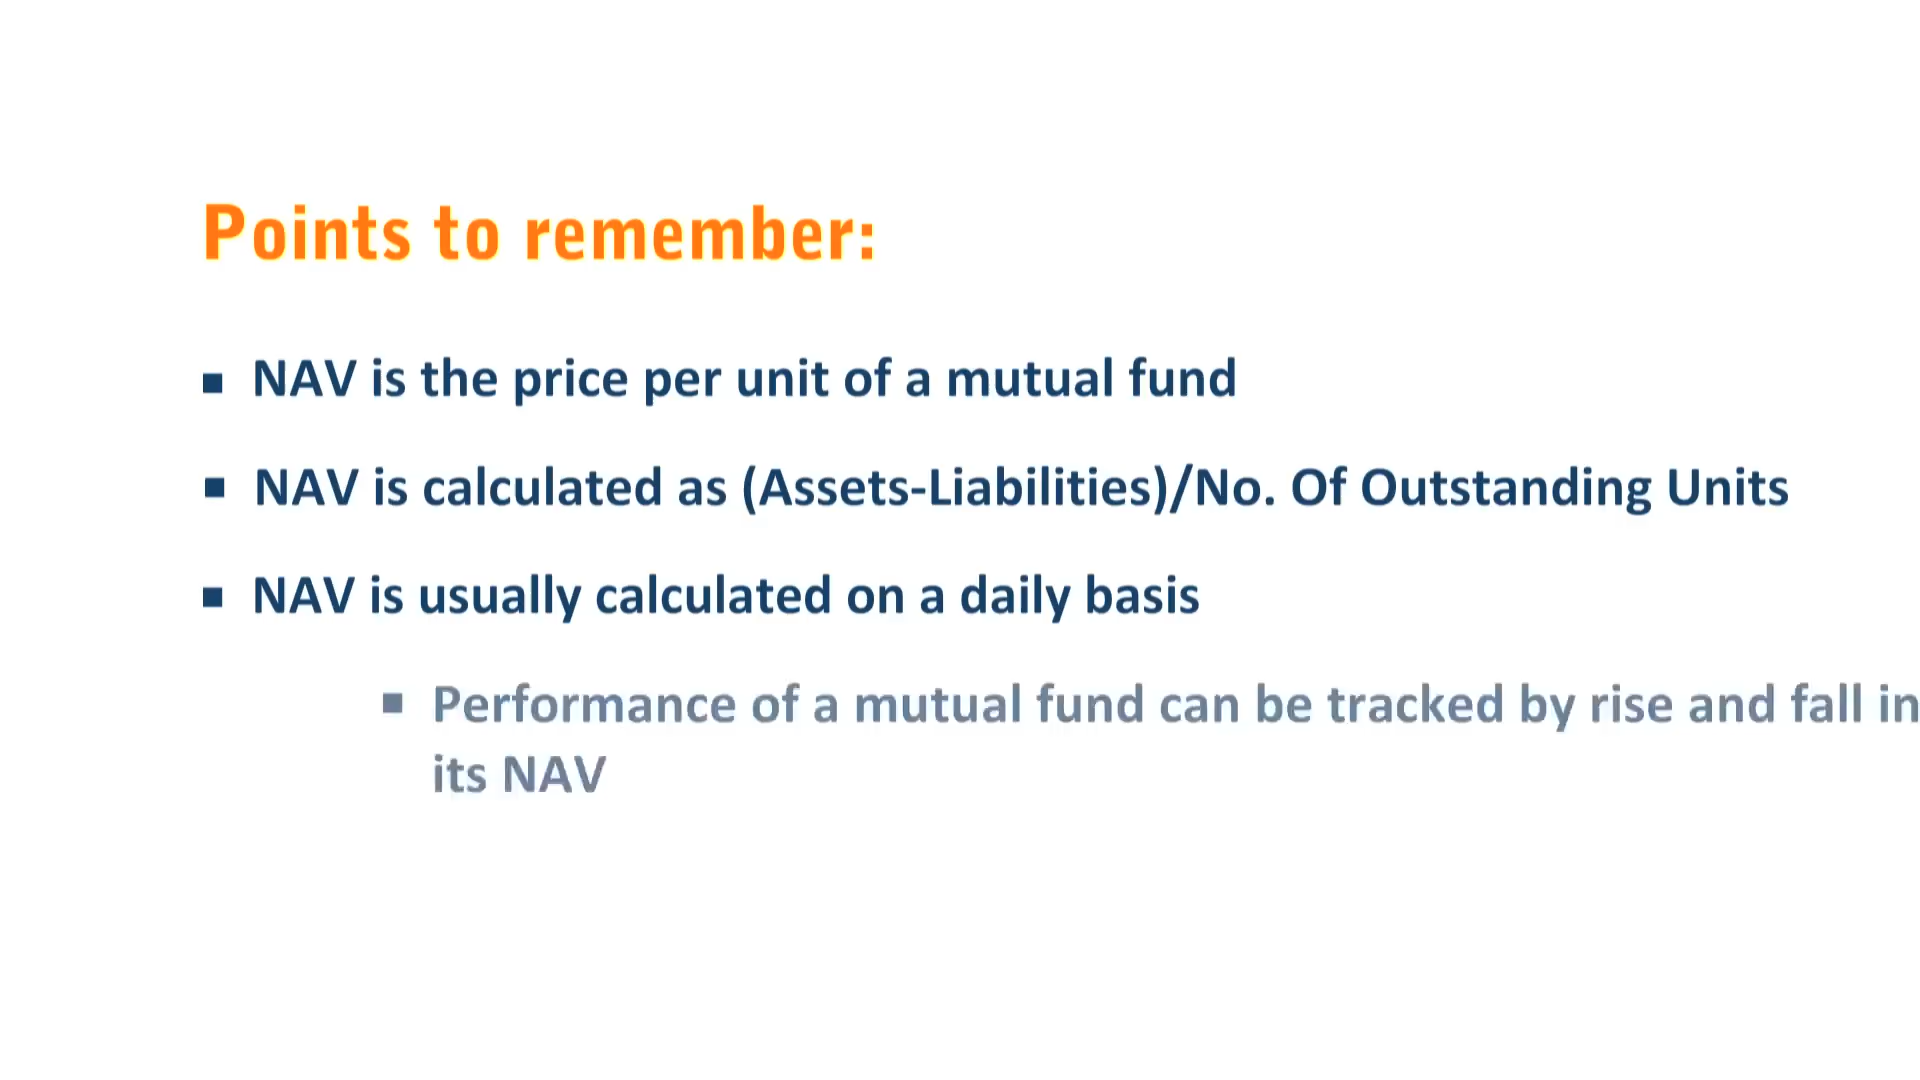 Points to remember:
NAV is the price per unit of a mutual fund
NAV is calculated as (Assets-Liabilities)/No. Of Outstanding Units
NAV is usually calculated on a daily basis
Performance of a mutual fund can be tracked by rise and fall in
its NAV